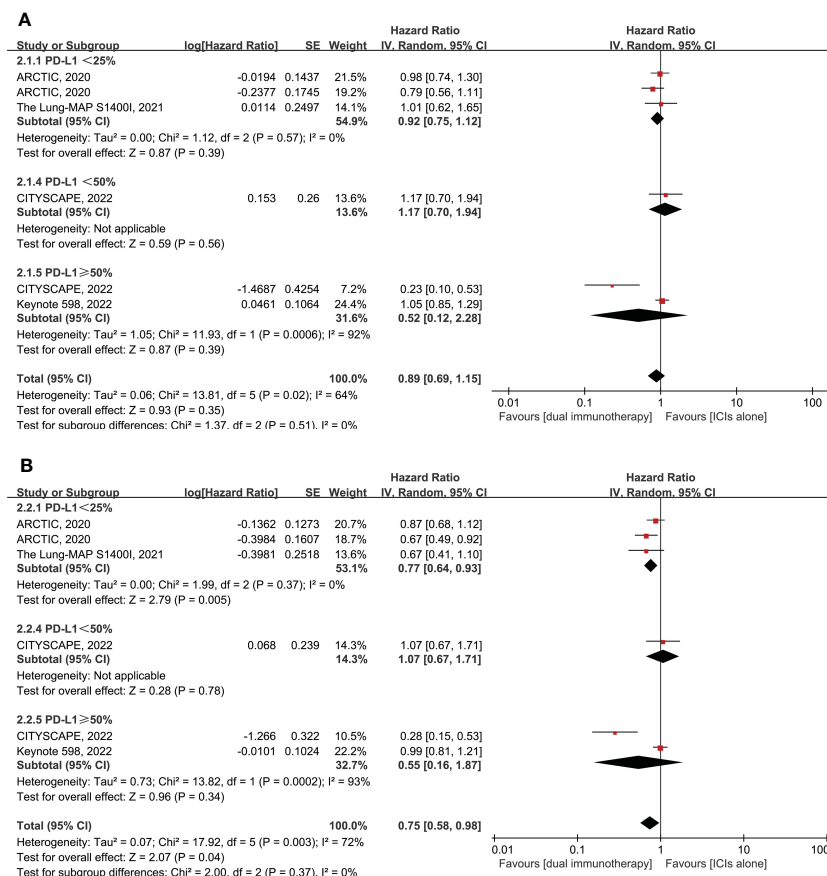 A
Hazard Ratio Hazard Ratio
Study or Subgroup log[Hazard Ratio] SE Weight IV, Random, 95% CI IV, Random, 95% CI
2.1.1 PD-L1 <25%
ARCTIC, 2020 -0.0194 0.1437 21.5% 0.98 [0.74, 1.30]
ARCTIC, 2020 -0.2377 0.1745 19.2% 0.79 [0.56, 1.11]
The Lung-MAP S1400I, 2021 0.0114 0.2497 14.1% 1.01 [0.62, 1.65]
Subtotal (95% CI) 54.9% 0.92 [0.75, 1.12]
Heterogeneity: Tau² = 0.00; Chi² = 1.12, df = 2 (P = 0.57); I² = 0%
Test for overall effect: Z = 0.87 (P = 0.39)
2.1.4 PD-L1 <50%
CITYSCAPE, 2022 0.153 0.26 13.6% 1.17 [0.70, 1.94]
Subtotal (95% CI) 13.6% 1.17 [0.70, 1.94]
Heterogeneity: Not applicable
Test for overall effect: Z = 0.59 (P = 0.56)
2.1.5 PD-L1≥50%
CITYSCAPE, 2022 -1.4687 0.4254 7.2% 0.23 [0.10, 0.53]
Keynote 598, 2022 0.0461 0.1064 24.4% 1.05 [0.85, 1.29]
Subtotal (95% CI) 31.6% 0.52 [0.12, 2.28]
Heterogeneity: Tau² = 1.05; Chi² = 11.93, df = 1 (P = 0.0006); I² = 92%
Test for overall effect: Z = 0.87 (P = 0.39)
Total (95% CI) 100.0% 0.89 [0.69, 1.15]
Heterogeneity: Tau² = 0.06; Chi² = 13.81, df = 5 (P = 0.02); I² = 64%
Test for overall effect: Z = 0.93 (P = 0.35)
Test for subgroup differences: Chi² = 1.37, df = 2 (P = 0.51), I² = 0%
0.01 0.1 1 10 100
Favours [dual immunotherapy] Favours [ICIs alone]
B
Hazard Ratio Hazard Ratio
Study or Subgroup log[Hazard Ratio] SE Weight IV, Random, 95% CI IV, Random, 95% CI
2.2.1 PD-L1<25%
ARCTIC, 2020 -0.1362 0.1273 20.7% 0.87 [0.68, 1.12]
ARCTIC, 2020 -0.3984 0.1607 18.7% 0.67 [0.49, 0.92]
The Lung-MAP S1400I, 2021 -0.3981 0.2518 13.6% 0.67 [0.41, 1.10]
Subtotal (95% CI) 53.1% 0.77 [0.64, 0.93]
Heterogeneity: Tau² = 0.00; Chi² = 1.99, df = 2 (P = 0.37); I² = 0%
Test for overall effect: Z = 2.79 (P = 0.005)
2.2.4 PD-L1<50%
CITYSCAPE, 2022 0.068 0.239 14.3% 1.07 [0.67, 1.71]
Subtotal (95% CI) 14.3% 1.07 [0.67, 1.71]
Heterogeneity: Not applicable
Test for overall effect: Z = 0.28 (P = 0.78)
2.2.5 PD-L1≥50%
CITYSCAPE, 2022 -1.266 0.322 10.5% 0.28 [0.15, 0.53]
Keynote 598, 2022 -0.0101 0.1024 22.2% 0.99 [0.81, 1.21]
Subtotal (95% CI) 32.7% 0.55 [0.16, 1.87]
Heterogeneity: Tau² = 0.73; Chi² = 13.82, df = 1 (P = 0.0002); I² = 93%
Test for overall effect: Z = 0.96 (P = 0.34)
Total (95% CI) 100.0% 0.75 [0.58, 0.98]
Heterogeneity: Tau² = 0.07; Chi² = 17.92, df = 5 (P = 0.003); I² = 72%
Test for overall effect: Z = 2.07 (P = 0.04)
Test for subgroup differences: Chi² = 2.00, df = 2 (P = 0.37), I² = 0%
0.01 0.1 1 10 100
Favours [dual immunotherapy] Favours [ICIs alone]